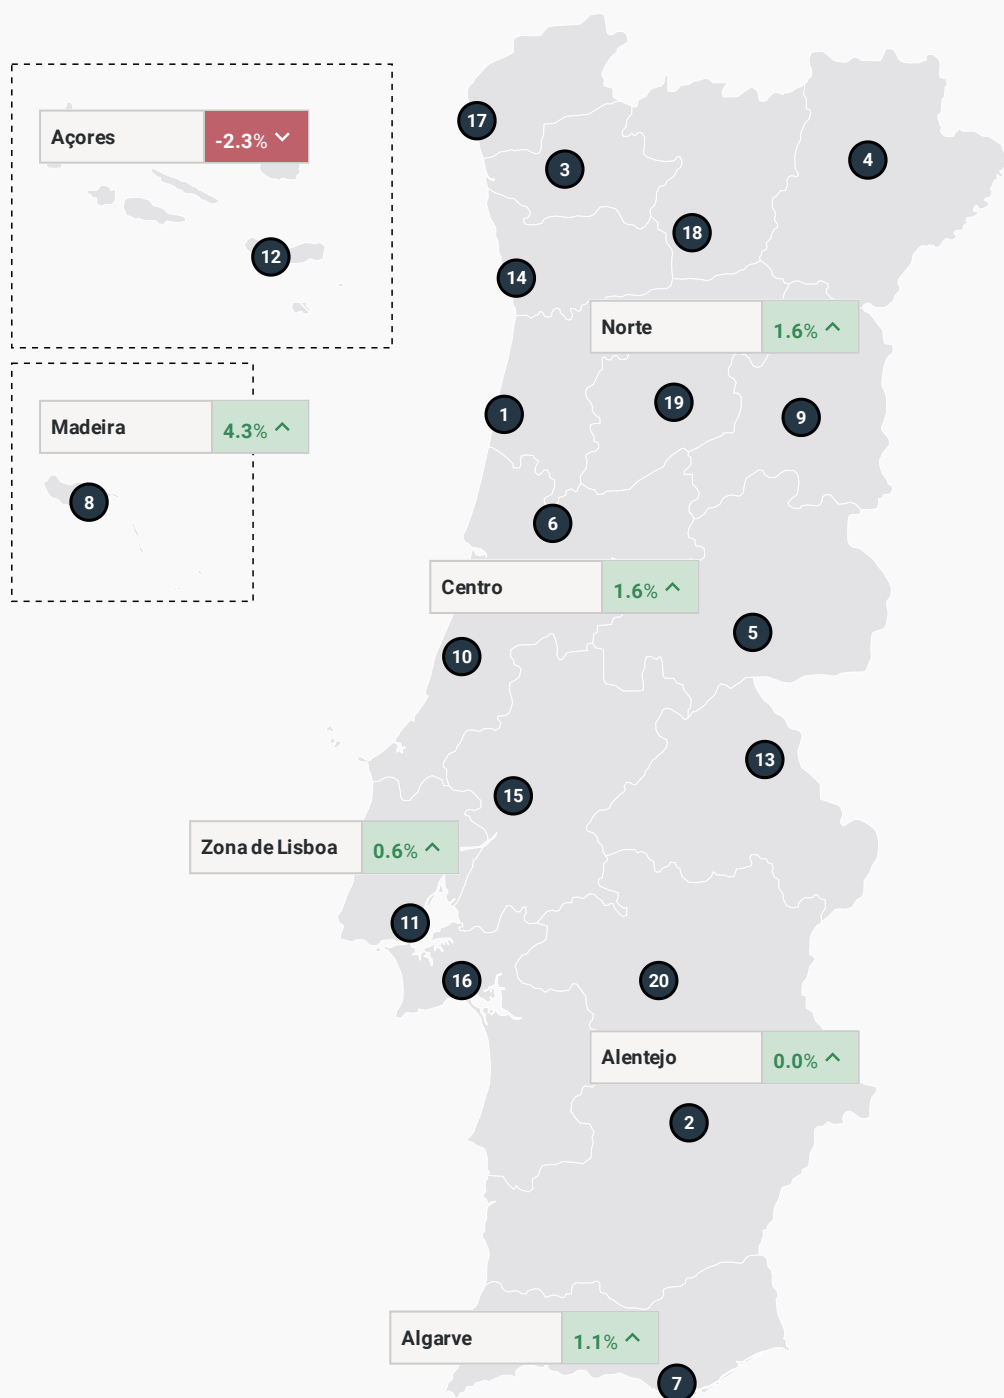 17
4
Açores -2.3%
3
18
12
14
Norte 1.6%
19
1
9
Madeira 4.3%
8
6
Centro 1.6%
5
10
13
15
Zona de Lisboa 0.6%
11
16
20
Alentejo 0.0%
2
Algarve 1.1%
7